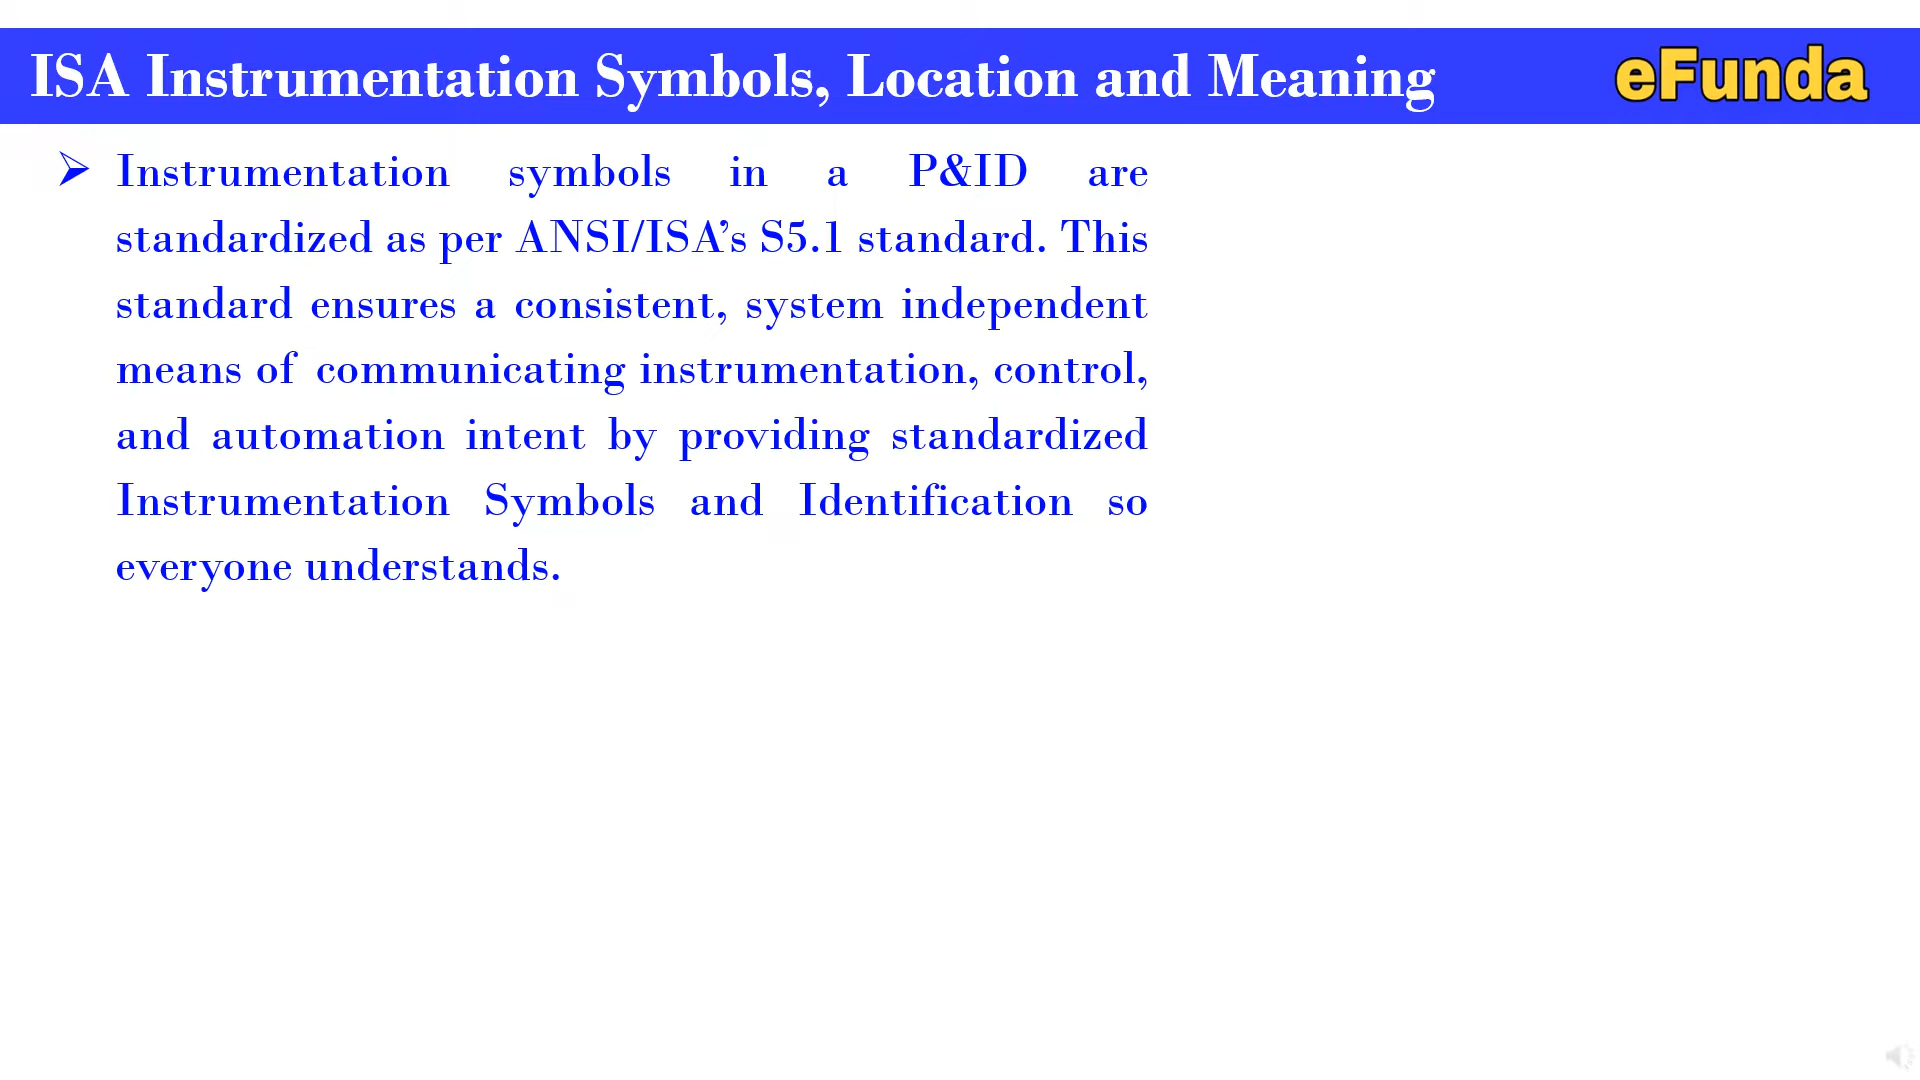 ISA Instrumentation Symbols, Location and Meaning
eFunda
Instrumentation symbols in a P&ID are
standardized as per ANSI/ISA’s S5.1 standard. This
standard ensures a consistent, system independent
means of communicating instrumentation, control,
and automation intent by providing standardized
Instrumentation Symbols and Identification so
everyone understands.